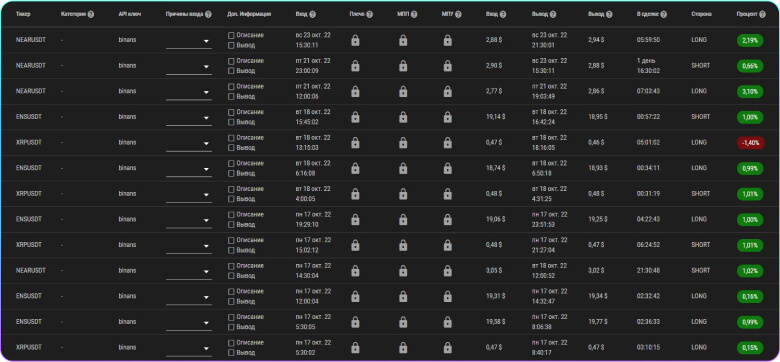 Тикер Категория API ключ Причины входа Доп. Информация Вход Плечо МПП МПУ Вход Вывод Вывод В сделке Сторона Процент
NEARUSDT - binans Описание вс 23 окт. 22 2,88 $ вс 23 окт. 22 2,94 $ 05:59:50 LONG 2,19%
Вывод 15:30:11 21:30:01
NEARUSDT - binans Описание пт 21 окт. 22 2,90 $ вс 23 окт. 22 2,88 $ 1 день SHORT 0,66%
Вывод 23:00:09 15:30:11 16:30:02
NEARUSDT - binans Описание пт 21 окт. 22 2,77 $ пт 21 окт. 22 2,86 $ 07:03:43 LONG 3,10%
Вывод 12:00:06 19:03:49
ENSUSDT - binans Описание вт 18 окт. 22 19,14 $ вт 18 окт. 22 18,95 $ 00:57:22 SHORT 1,00%
Вывод 15:45:02 16:42:24
XRPUSDT - binans Описание вт 18 окт. 22 0,47 $ вт 18 окт. 22 0,46 $ 05:01:02 LONG -1,40%
Вывод 13:15:03 18:16:05
ENSUSDT - binans Описание вт 18 окт. 22 18,74 $ вт 18 окт. 22 18,93 $ 00:34:11 LONG 0,99%
Вывод 6:16:08 6:50:18
XRPUSDT - binans Описание вт 18 окт. 22 0,48 $ вт 18 окт. 22 0,48 $ 00:31:19 SHORT 1,01%
Вывод 4:00:05 4:31:25
ENSUSDT - binans Описание пн 17 окт. 22 19,06 $ пн 17 окт. 22 19,25 $ 04:22:43 LONG 1,00%
Вывод 19:29:10 23:51:53
XRPUSDT - binans Описание пн 17 окт. 22 0,48 $ пн 17 окт. 22 0,47 $ 06:24:52 SHORT 1,01%
Вывод 15:02:12 21:27:04
NEARUSDT - binans Описание пн 17 окт. 22 3,05 $ вт 18 окт. 22 3,02 $ 21:30:48 SHORT 1,02%
Вывод 14:30:04 12:00:52
ENSUSDT - binans Описание пн 17 окт. 22 19,31 $ пн 17 окт. 22 19,34 $ 02:32:42 LONG 0,16%
Вывод 12:00:04 14:32:47
ENSUSDT - binans Описание пн 17 окт. 22 19,58 $ пн 17 окт. 22 19,77 $ 02:36:33 LONG 0,99%
Вывод 5:30:05 8:06:38
XRPUSDT - binans Описание пн 17 окт. 22 0,47 $ пн 17 окт. 22 0,47 $ 03:10:15 LONG 0,15%
Вывод 5:30:02 8:40:17